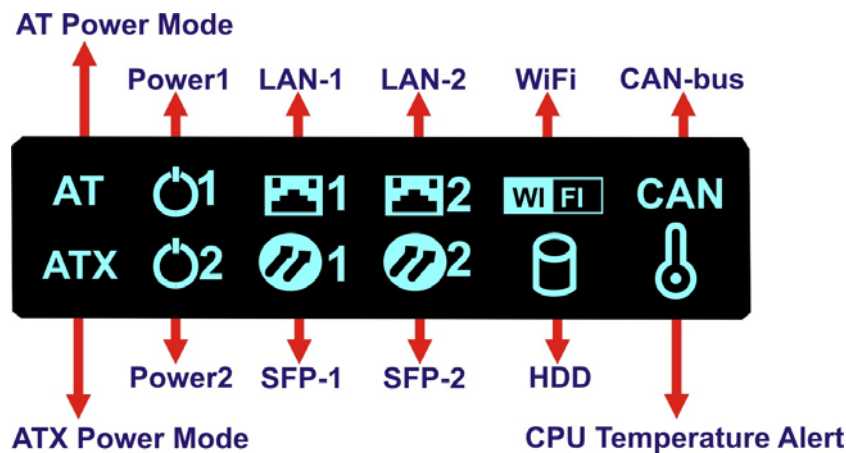 AT Power Mode
Power1 LAN-1 LAN-2 WiFi CAN-bus
AT 1 1 2 WI FI CAN
ATX 2 1 2
Power2 SFP-1 SFP-2 HDD
ATX Power Mode CPU Temperature Alert